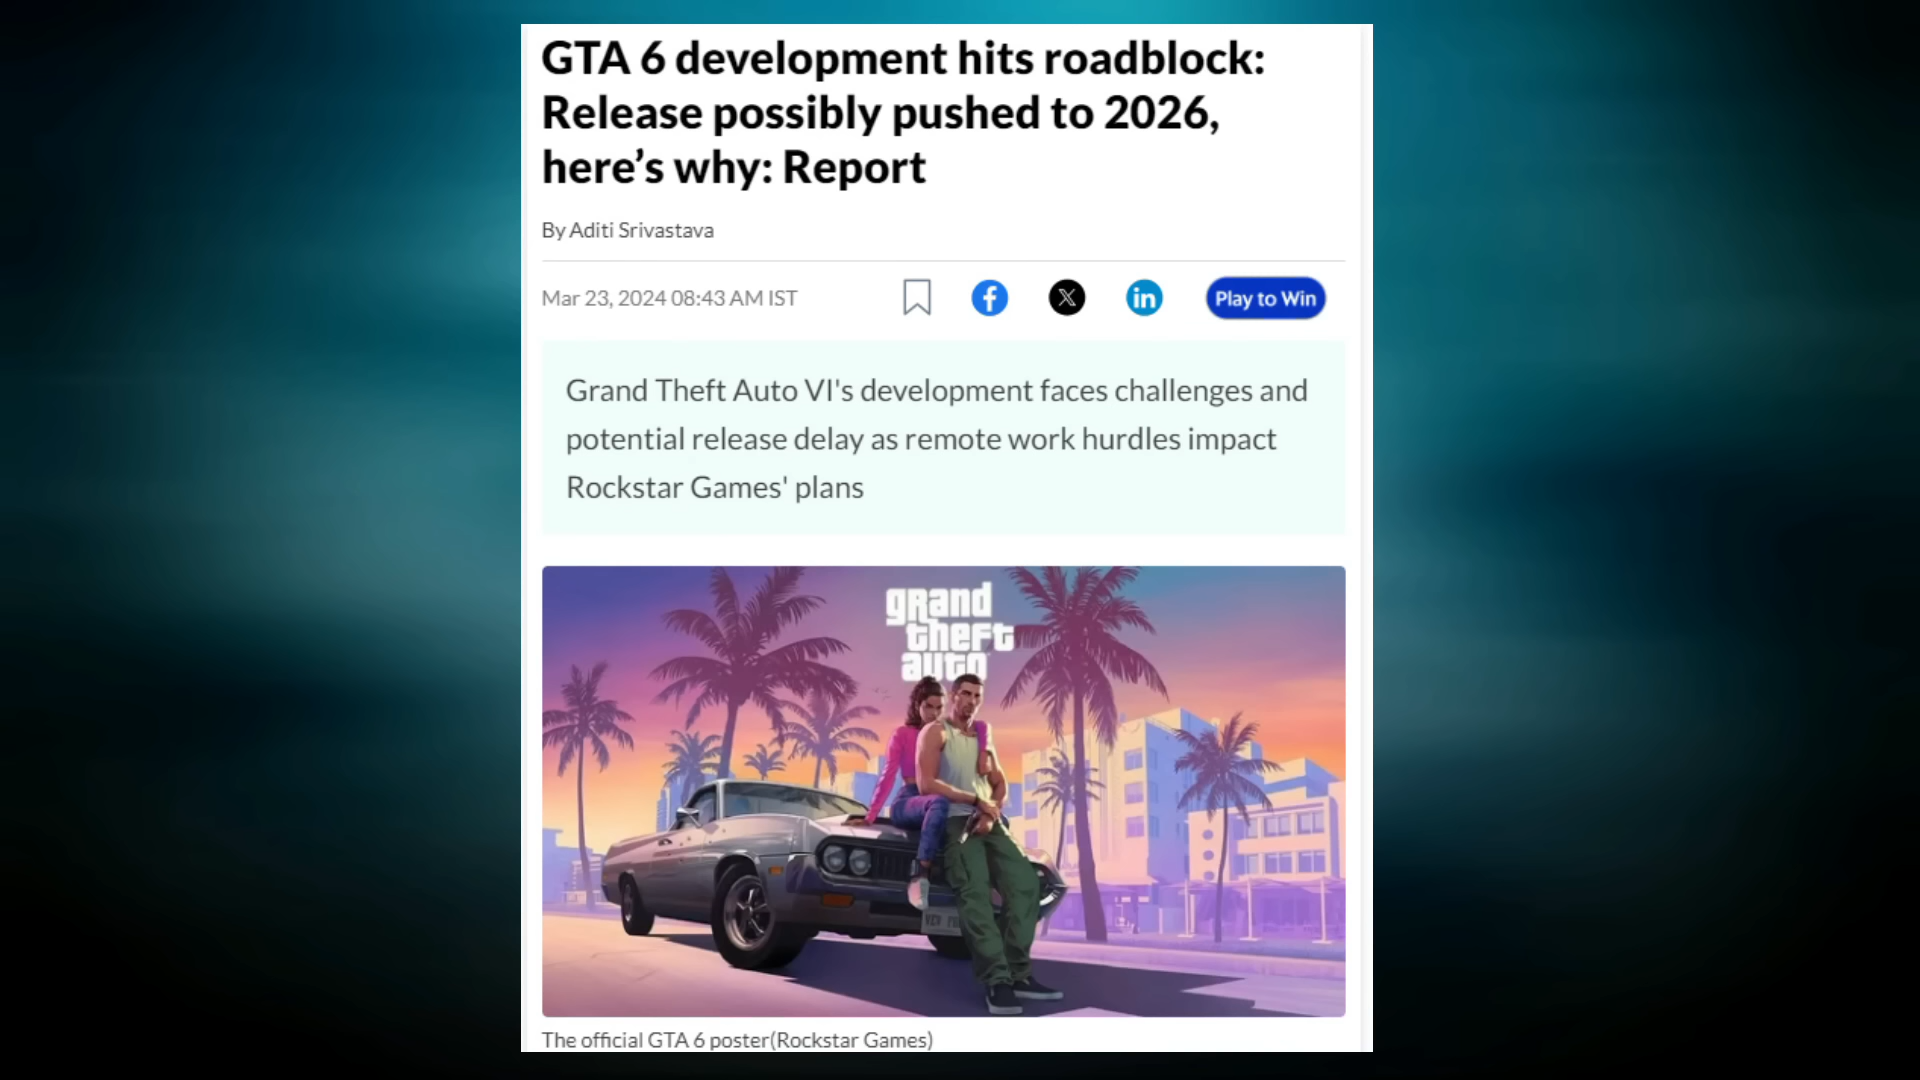 GTA 6 development hits roadblock:
Release possibly pushed to 2026,
here’s why: Report
By Aditi Srivastava
Mar 23, 2024 08:43 AM IST
Play to Win
Grand Theft Auto VI's development faces challenges and
potential release delay as remote work hurdles impact
Rockstar Games' plans
grand
theft
auto
The official GTA 6 poster(Rockstar Games)